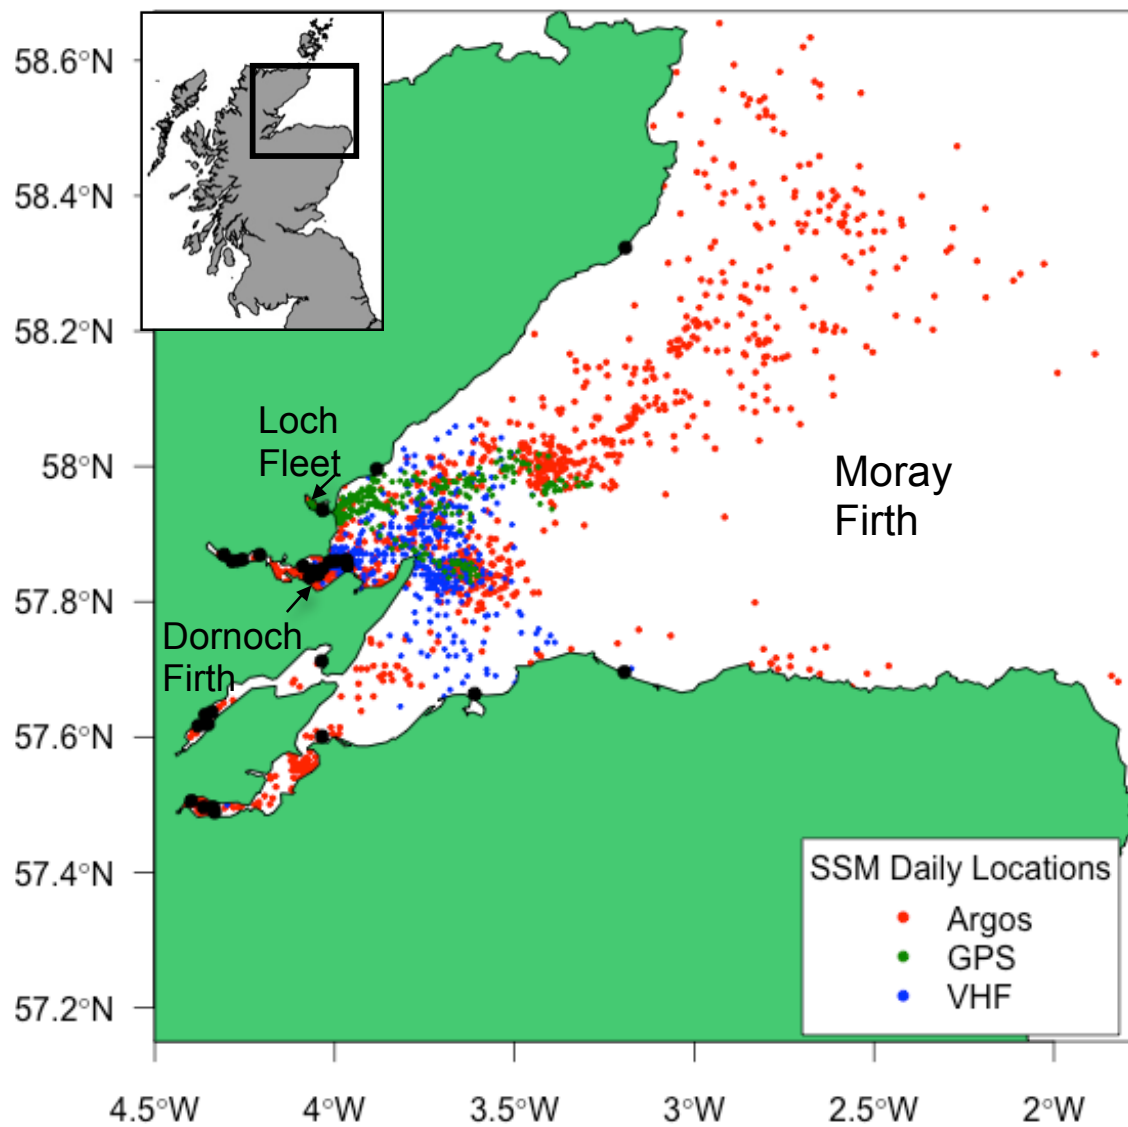 58.6°N
58.4°N
58.2°N
58°N
57.8°N
57.6°N
57.4°N
57.2°N
Loch
Fleet
Dornoch
Firth
Moray
Firth
SSM Daily Locations
Argos
GPS
VHF
4.5°W
4°W
3.5°W
3°W
2.5°W
2°W